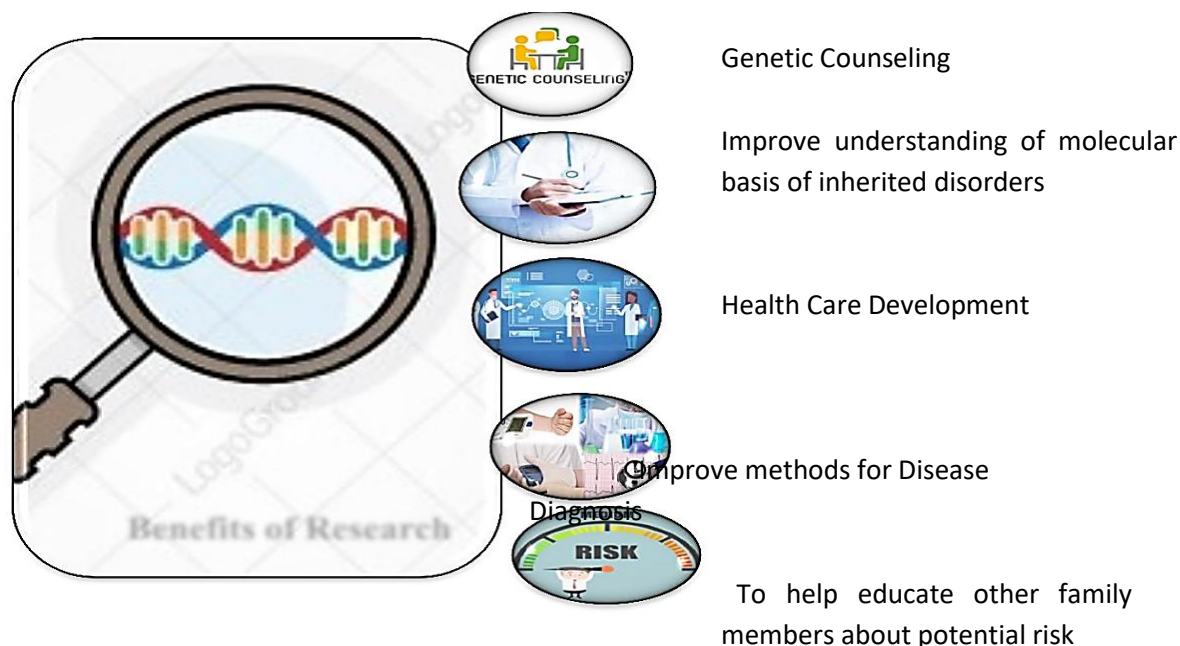 GENETIC COUNSELING
Genetic Counseling
Improve understanding of molecular
basis of inherited disorders
Health Care Development
Improve methods for Disease
Diagnosis
RISK
To help educate other family
members about potential risk
Benefits of Research